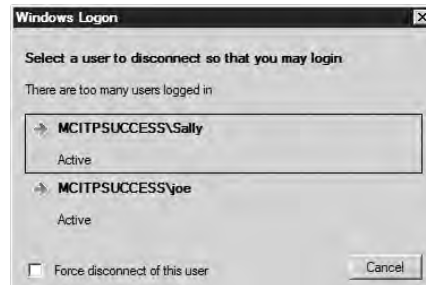 Windows Logon
Select a user to disconnect so that you may login
There are too many users logged in
MCITPSUCCESS\Sally
Active
MCITPSUCCESS\joe
Active
Force disconnect of this user
Cancel